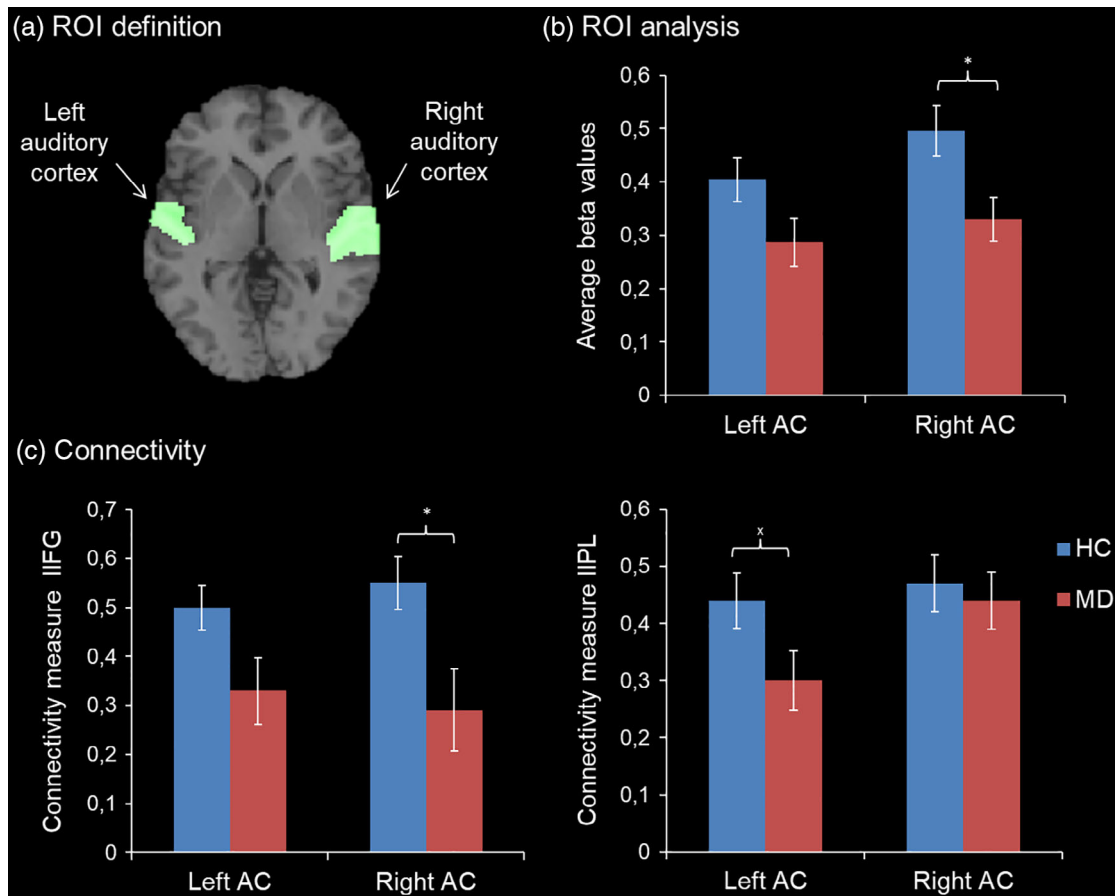 (a) ROI definition
Left
auditory
cortex
Right
auditory
cortex
(b) ROI analysis
Average beta values
0,6
0,5
0,4
0,3
0,2
0,1
0
*
Left AC
Right AC
(c) Connectivity
Connectivity measure lIFG
0,7
0,6
0,5
0,4
0,3
0,2
0,1
0
*
Left AC
Right AC
Connectivity measure lIPL
0,6
0,5
0,4
0,3
0,2
0,1
0
x
Left AC
Right AC
HC
MD